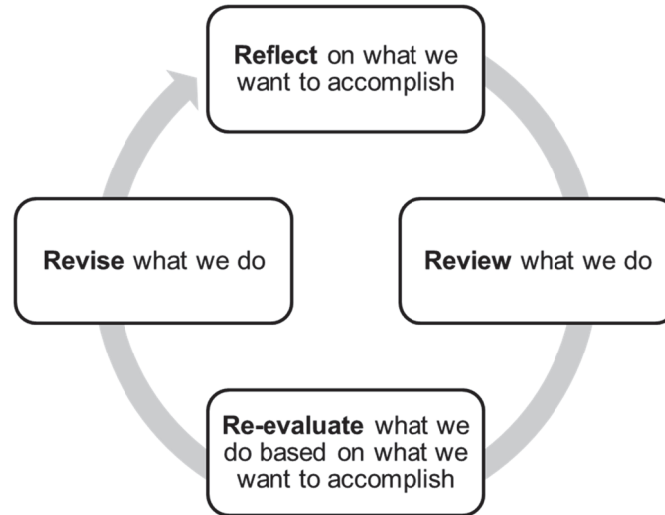 Reflect on what we
want to accomplish
Review what we do
Re-evaluate what we
do based on what we
want to accomplish
Revise what we do